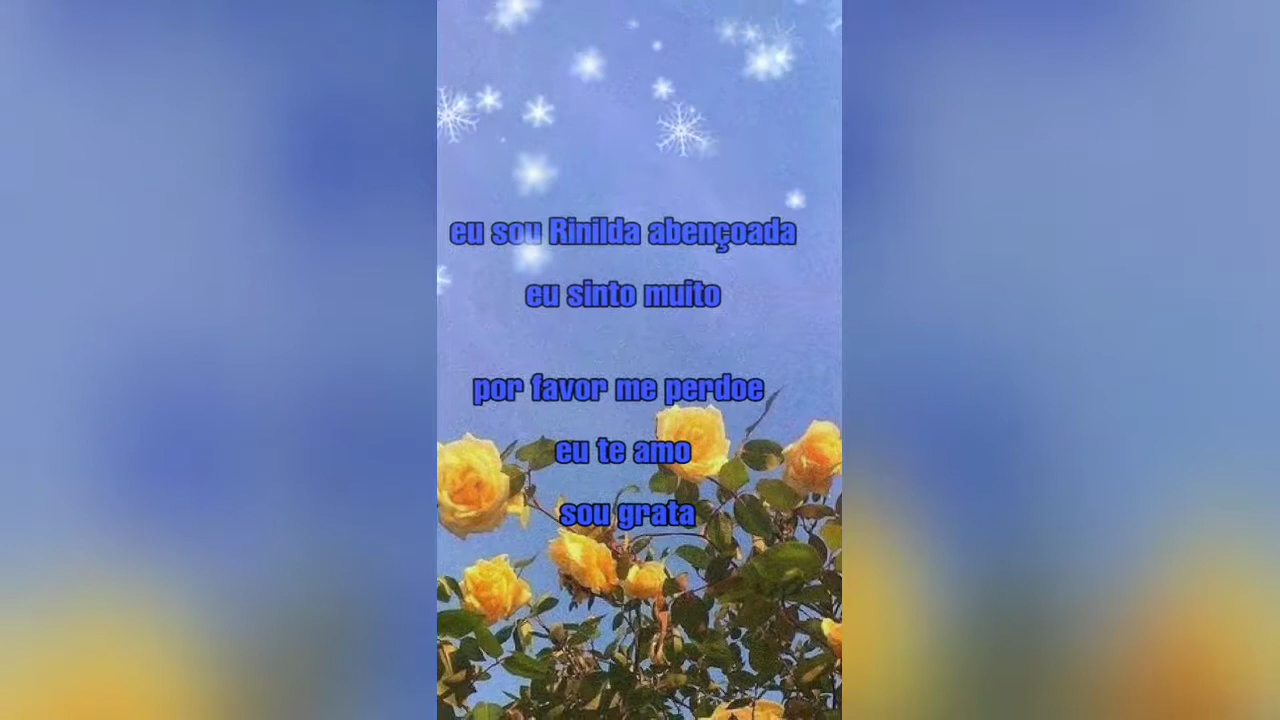 eu sou Rinilda abençoada
eu sinto muito
por favor me perdoe
eu te amo
sou grata